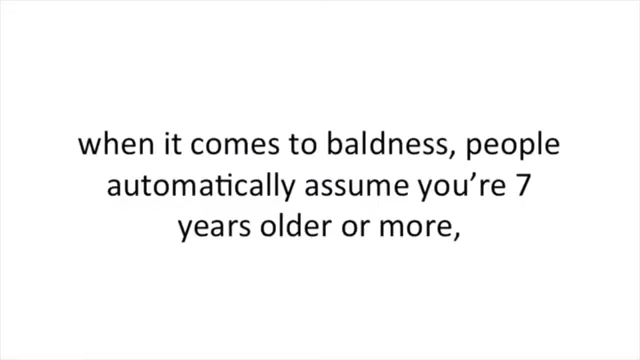 when it comes to baldness, people
automatically assume you’re 7
years older or more,